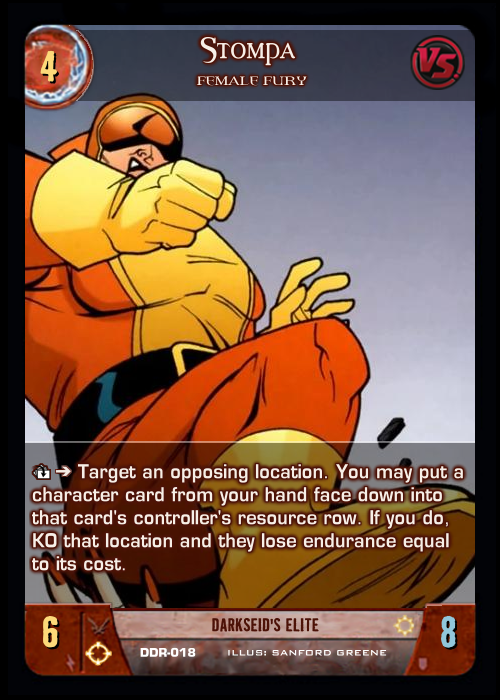 4
STOMPA
FEMALE FURY
VS.
➔ Target an opposing location. You may put a
character card from your hand face down into
that card's controller's resource row. If you do,
KO that location and they lose endurance equal
to its cost.
6
DARKSEID'S ELITE
8
DDR-018 ILLUS: SANFORD GREENE